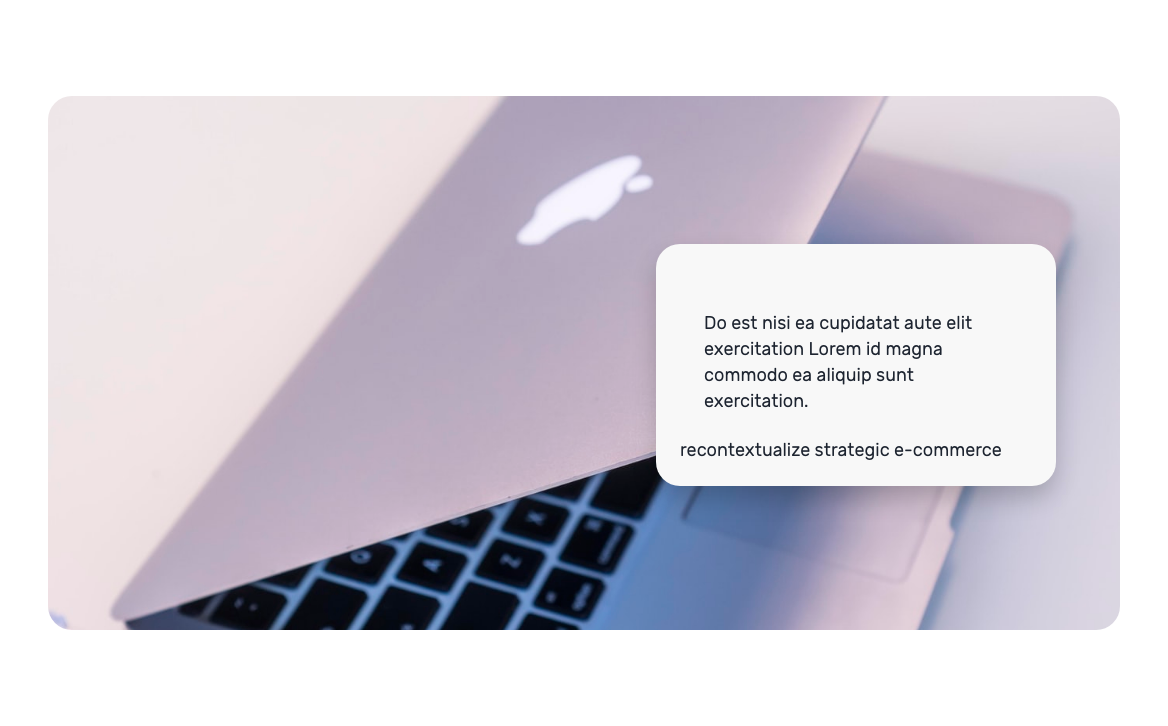 Do est nisi ea cupidatat aute elit
exercitation Lorem id magna
commodo ea aliquip sunt
exercitation.
recontextualize strategic e-commerce